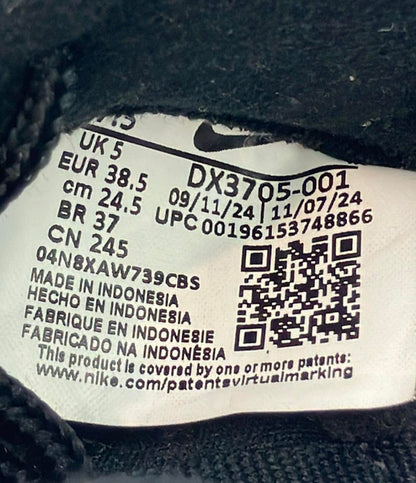 UK 5
EUR 38.5
cm 24.5
BR 37
CN 245
DX3705-001
09/11/24 | 11/07/24
UPC 00196153748866
04N8XAW739CBS
MADE IN INDONESIA
HECHO EN INDONESIA
FABRIQUE EN INDONESIE
FABRICADO NA INDONÉSIA
This product is covered by one or more patents:
www.nike.com/patentsvirtualmarking